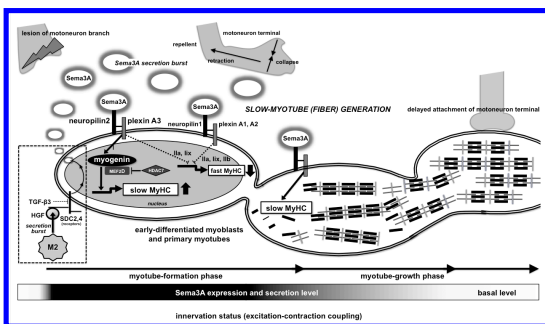 lesion of motoneuron branch
motoneuron terminal
repellent
retraction
collapse
Sema3A
Sema3A secretion burst
Sema3A
Sema3A
neuropilin2
plexin A3
neuropilin1
plexin A1, A2
SLOW-MYOTUBE (FIBER) GENERATION
delayed attachment of motoneuron terminal
Sema3A
IIa, IIx
IIa, IIx, IIb
myogenin
MEF2D
HDAC?
fast MyHC
slow MyHC
nucleus
slow MyHC
TGF-β3
HGF
SDC2,4
(receptors)
secretion
burst
M2
early-differentiated myoblasts
and primary myotubes
myotube-formation phase
myotube-growth phase
Sema3A expression and secretion level
basal level
innervation status (excitation-contraction coupling)